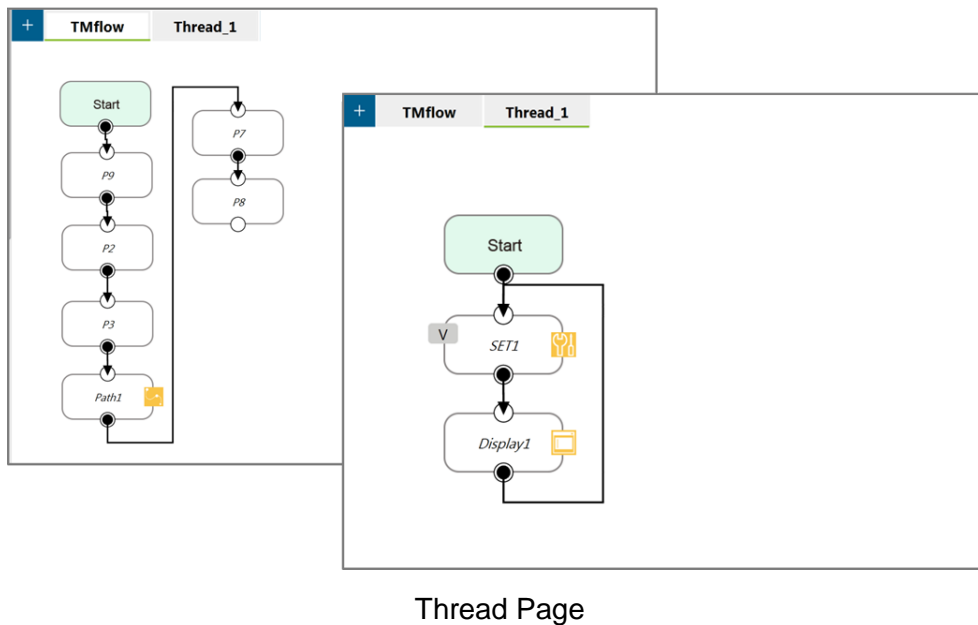 + TMflow Thread_1
Start
P9
P2
P3
Path1
P7
P8
+ TMflow Thread_1
Start
V
SET1
Display1
Thread Page